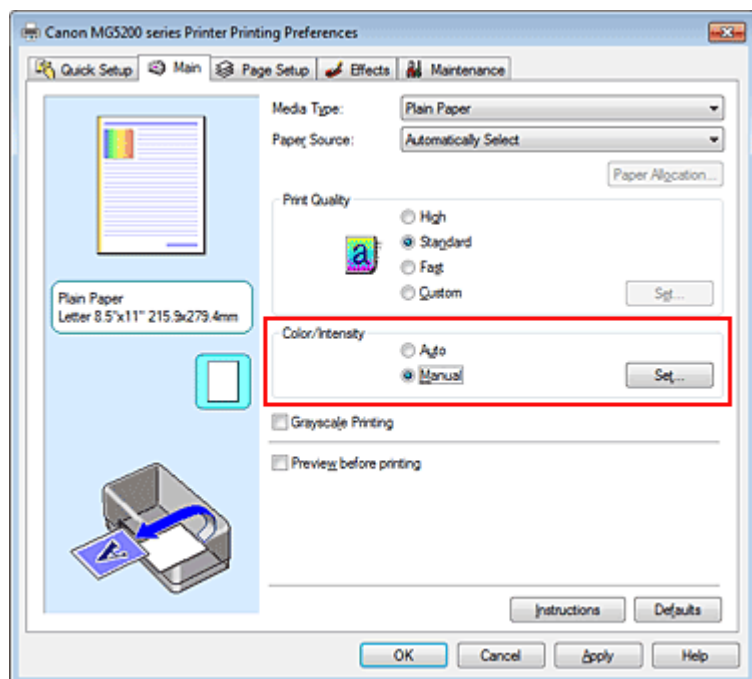 Canon MG5200 series Printer Printing Preferences
Quick Setup Main Page Setup Effects Maintenance
Media Type: Plain Paper
Paper Source: Automatically Select
Paper Allocation...
Print Quality
High
Standard
Fast
Custom Set...
a
Plain Paper
Letter 8.5"x11" 215.9x279.4mm
Color/Intensity
Auto
Manual Set...
Grayscale Printing
Preview before printing
A
Instructions Defaults
OK Cancel Apply Help